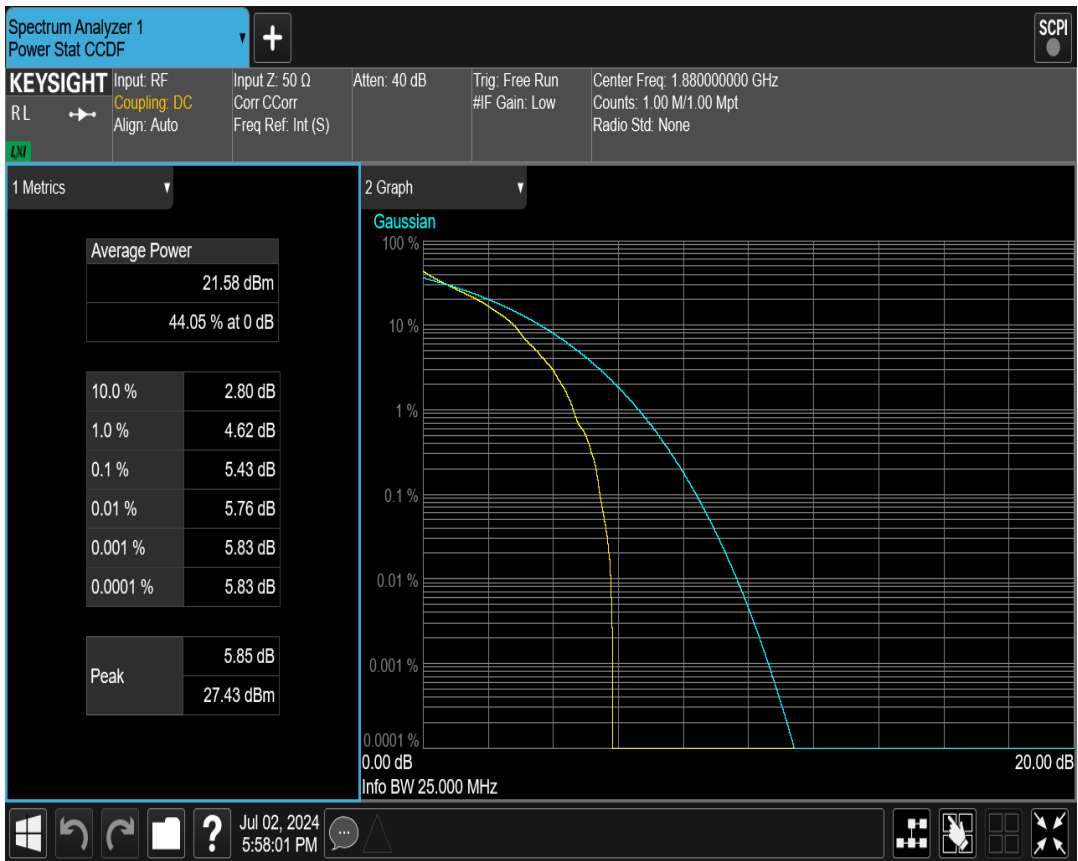 Spectrum Analyzer 1
Power Stat CCDF
+
SCPI
KEYSIGHT
RL
LXI
Input: RF
Coupling: DC
Align: Auto
Input Z: 50 Ω
Corr CCorr
Freq Ref: Int (S)
Atten: 40 dB
Trig: Free Run
#IF Gain: Low
Center Freq: 1.880000000 GHz
Counts: 1.00 M/1.00 Mpt
Radio Std: None
1 Metrics
Average Power
21.58 dBm
44.05 % at 0 dB
10.0 % 2.80 dB
1.0 % 4.62 dB
0.1 % 5.43 dB
0.01 % 5.76 dB
0.001 % 5.83 dB
0.0001 % 5.83 dB
Peak
5.85 dB
27.43 dBm
2 Graph
Gaussian
100 %
10 %
1 %
0.1 %
0.01 %
0.001 %
0.0001 %
0.00 dB 20.00 dB
Info BW 25.000 MHz
?
Jul 02, 2024
5:58:01 PM